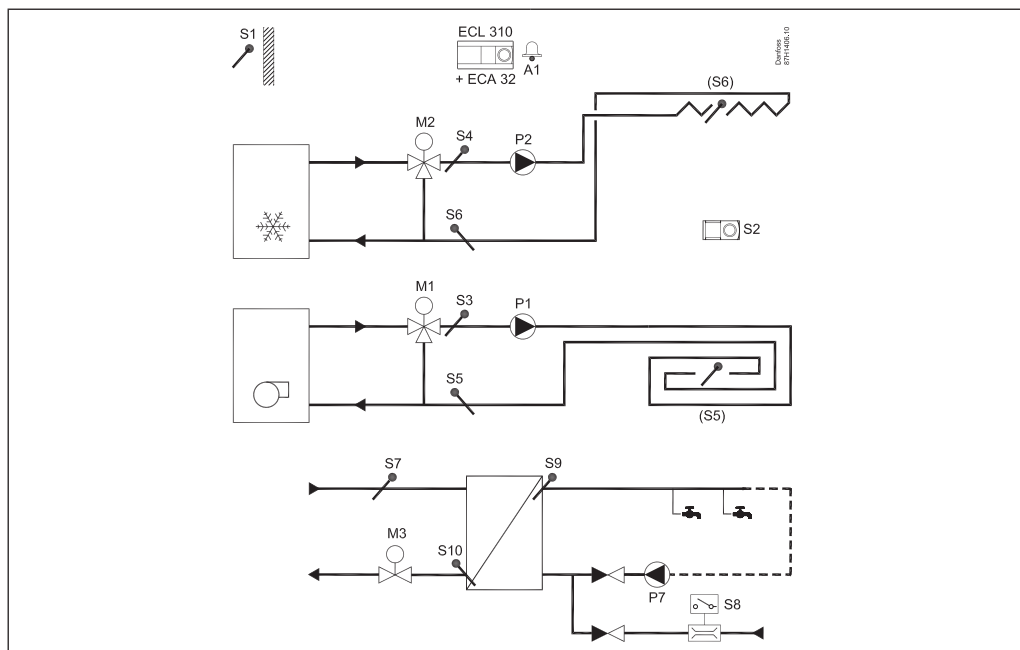 S1
ECL 310
A1
+ ECA 32
Danfoss
87H1406.10
(S6)
M2
S4
P2
S6
S2
M1
S3
P1
S5
(S5)
S7
S9
M3
S10
P7
S8